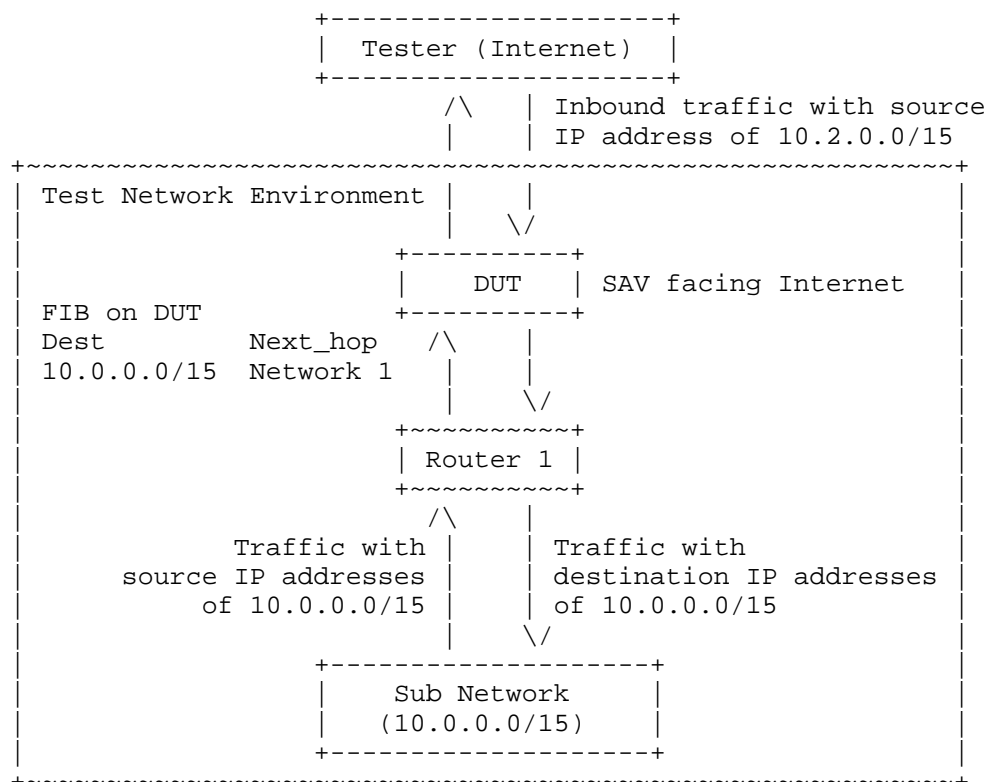 Tester (Internet)
Inbound traffic with source
IP address of 10.2.0.0/15
Test Network Environment
DUT SAV facing Internet
FIB on DUT
Dest Next_hop
10.0.0.0/15 Network 1
Router 1
Traffic with Traffic with
source IP addresses destination IP addresses
of 10.0.0.0/15 of 10.0.0.0/15
Sub Network
(10.0.0.0/15)